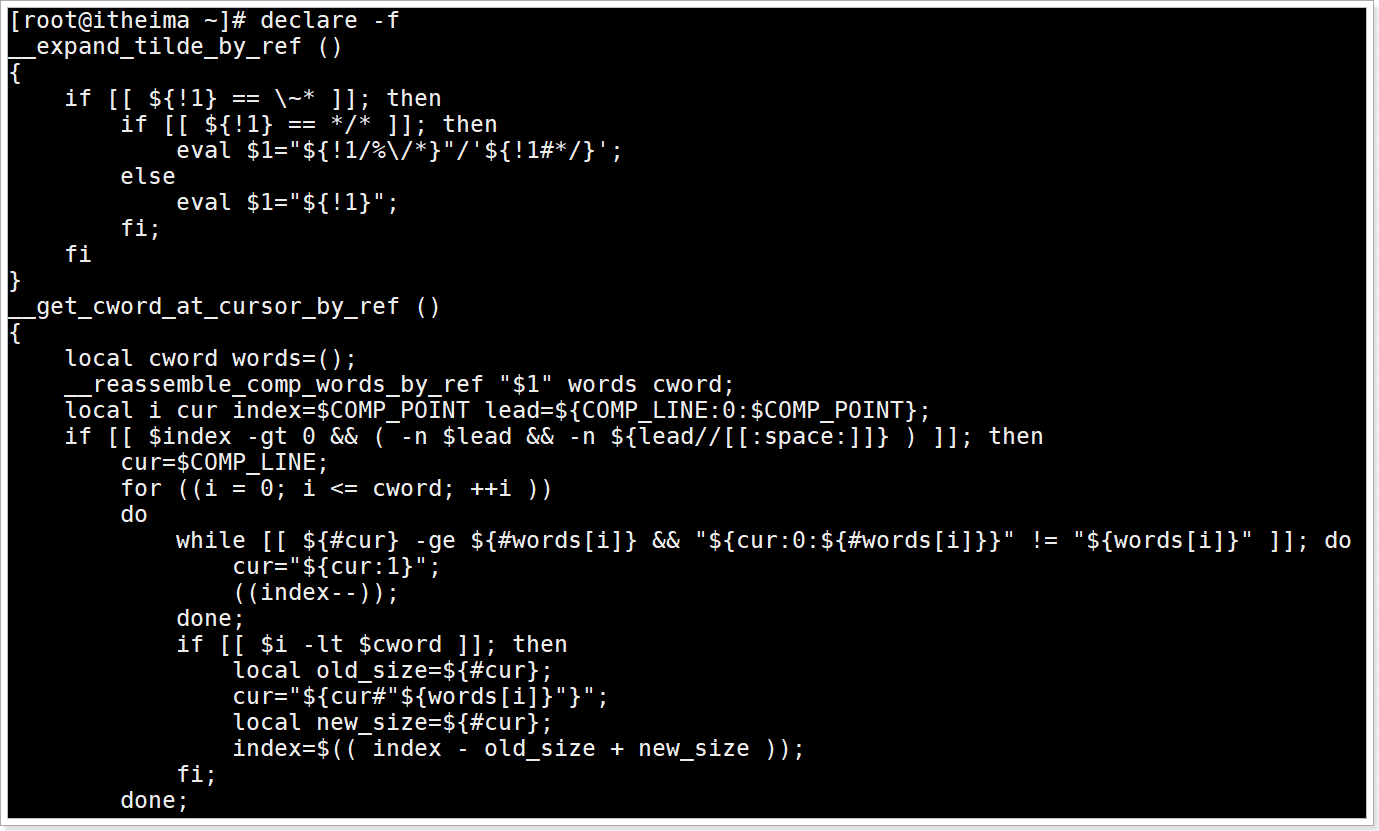 [root@itheima ~]# declare -f
__expand_tilde_by_ref ()
{
    if [[ ${!1} == \~* ]]; then
        if [[ ${!1} == */* ]]; then
            eval $1="${!1/%\/*}"/'${!1#*/}';
        else
            eval $1="${!1}";
        fi;
    fi
}
__get_cword_at_cursor_by_ref ()
{
    local cword words=();
    __reassemble_comp_words_by_ref "$1" words cword;
    local i cur index=$COMP_POINT lead=${COMP_LINE:0:$COMP_POINT};
    if [[ $index -gt 0 && ( -n $lead && -n ${lead//[[:space:]]} ) ]]; then
        cur=$COMP_LINE;
        for ((i = 0; i <= cword; ++i ))
        do
            while [[ ${#cur} -ge ${#words[i]} && "${cur:0:${#words[i]}}" != "${words[i]}" ]]; do
                cur="${cur:1}";
                ((index--));
            done;
            if [[ $i -lt $cword ]]; then
                local old_size=${#cur};
                cur="${cur#"${words[i]}"}";
                local new_size=${#cur};
                index=$(( index - old_size + new_size ));
            fi;
        done;